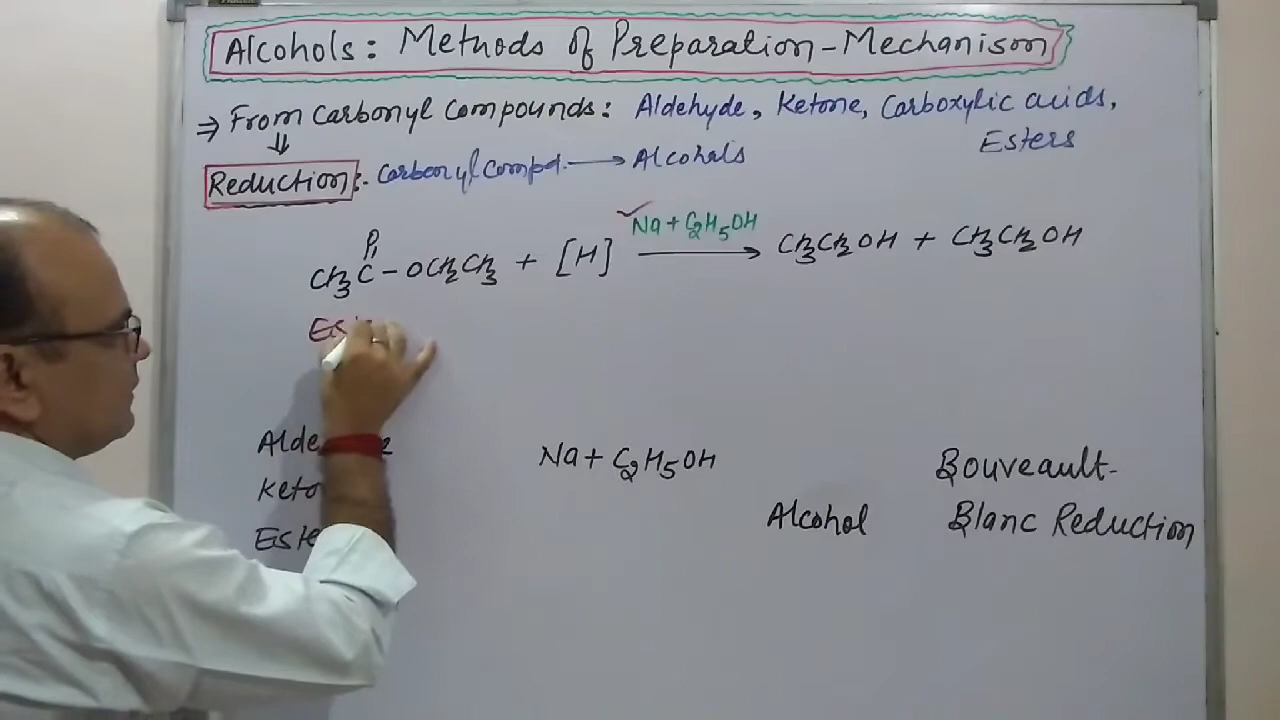 Alcohols: Methods of Preparation - Mechanism
⇒ From Carbonyl Compounds: Aldehyde, Ketone, Carboxylic acids,
Esters
⇓
Reduction:- Carbonyl Compd. → Alcohols
Na + C2H5OH
O
CH3C - OCH2CH3 + [H] → CH3CH2OH + CH3CH2OH
Na + C2H5OH
Bouveault-
Alcohol
Blanc Reduction